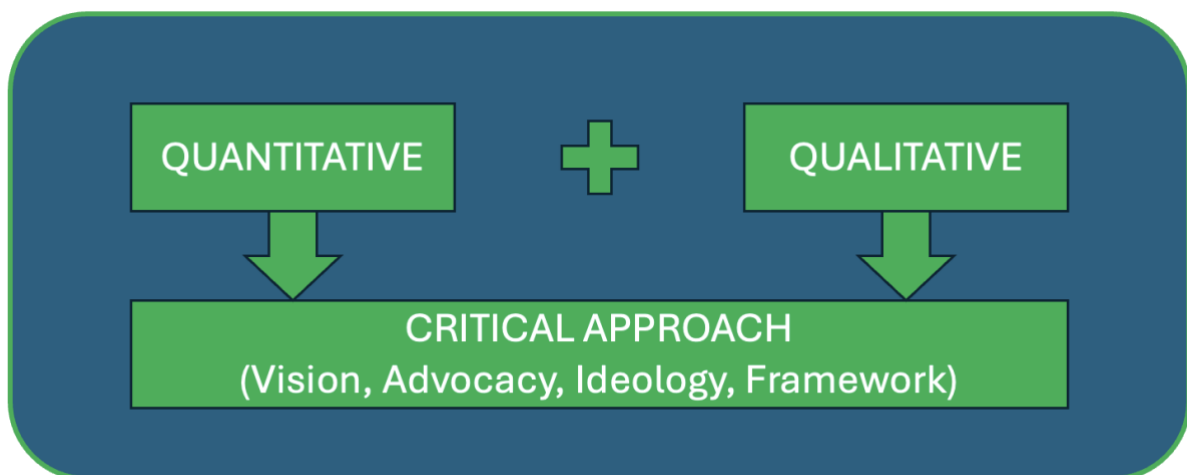 QUANTITATIVE
QUALITATIVE
CRITICAL APPROACH
(Vision, Advocacy, Ideology, Framework)